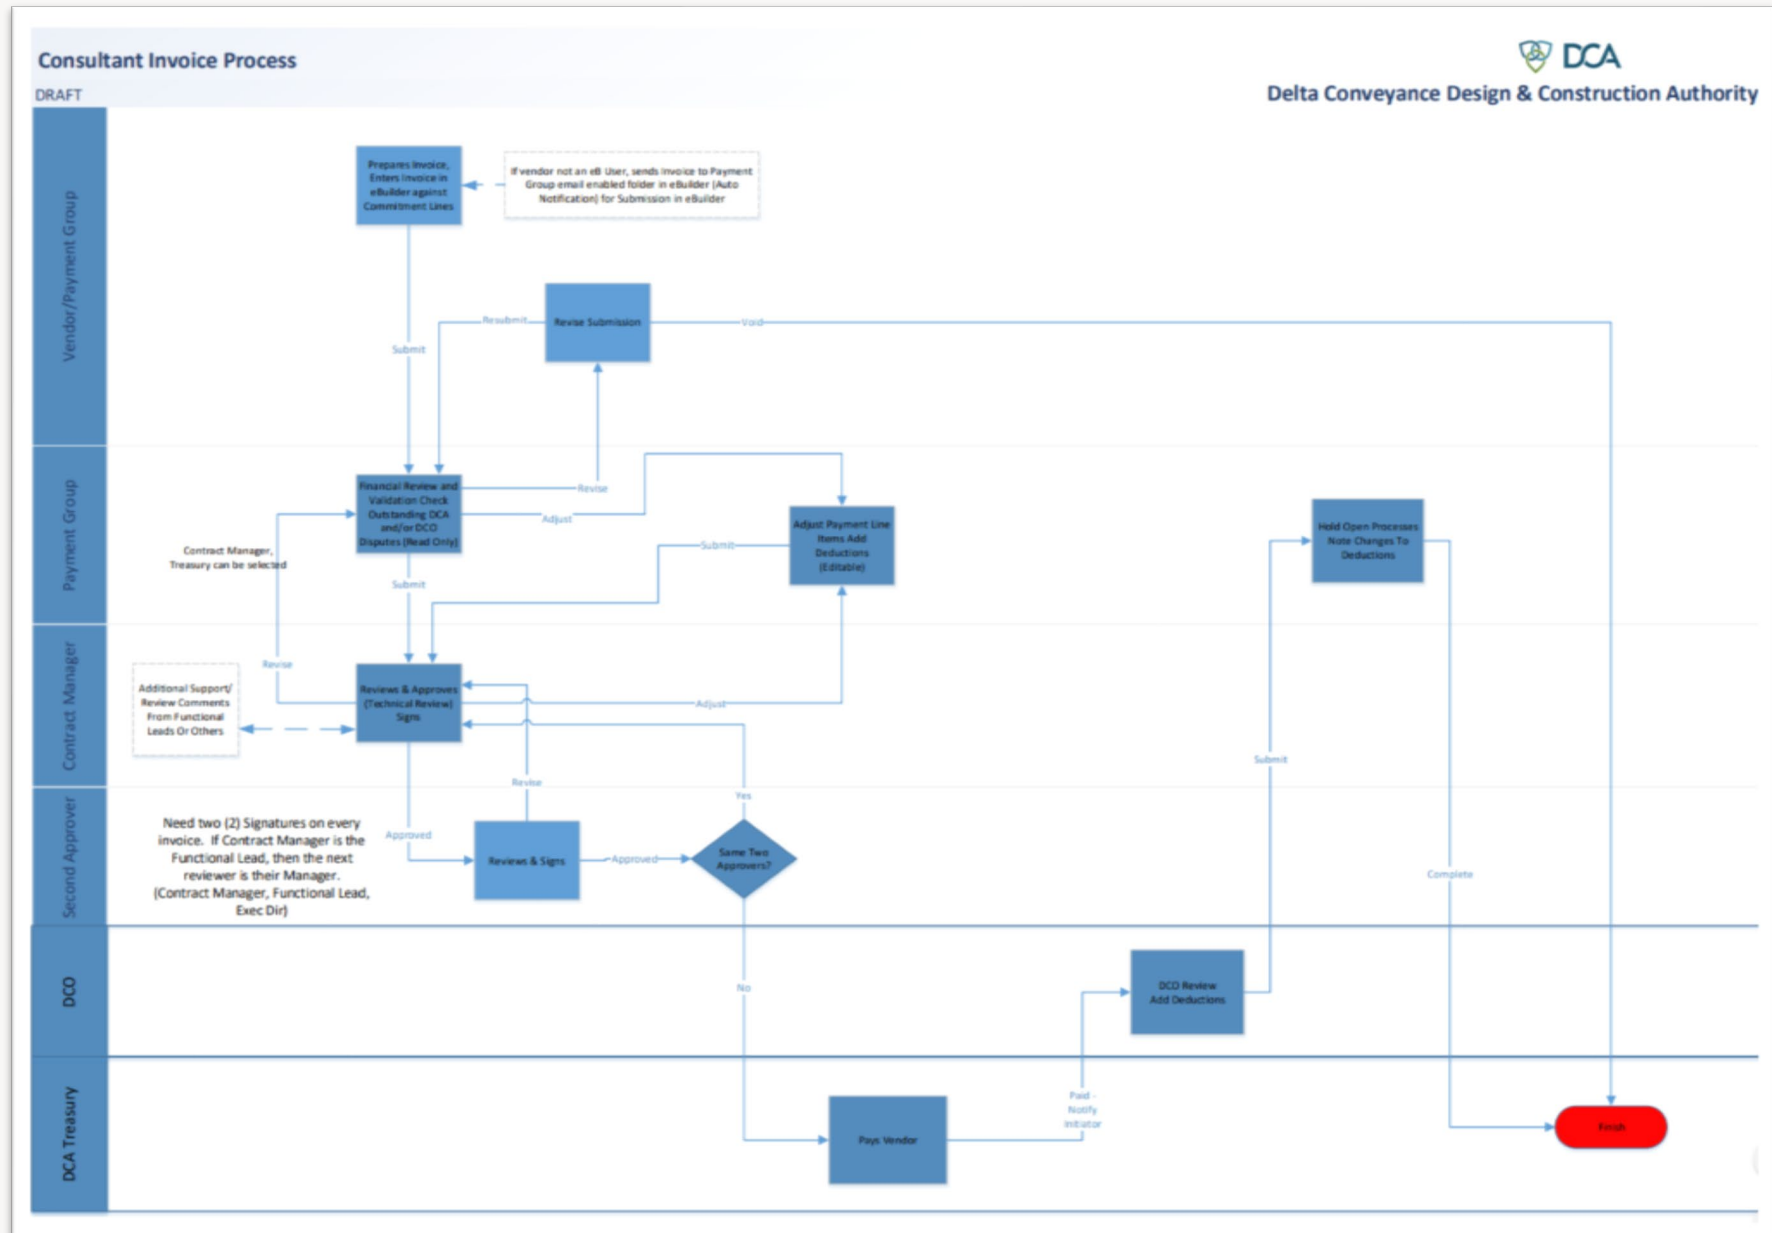 Consultant Invoice Process
DRAFT
DCA
Delta Conveyance Design & Construction Authority
Vendor/Payment Group
Prepares Invoice,
Enters Invoice in
eBuilder against
Commitment Lines
If vendor not an eB User, sends Invoice to Payment
Group email enabled folder in eBuilder (Auto
Notification) for Submission in eBuilder
Resubmit
Revise Submission
Void
Submit
Payment Group
Financial Review and
Validation Check
Outstanding DCA
and/or DCO
Disputes (Read Only)
Revise
Adjust
Submit
Adjust Payment Line
Items Add
Deductions
(Editable)
Hold Open Processes
Note Changes To
Deductions
Contract Manager,
Treasury can be selected
Submit
Contract Manager
Revise
Additional Support/
Review Comments
From Functional
Leads Or Others
Reviews & Approves
(Technical Review)
Signs
Adjust
Submit
Revise
Yes
Second Approver
Need two (2) Signatures on every
invoice. If Contract Manager is the
Functional Lead, then the next
reviewer is their Manager.
(Contract Manager, Functional Lead,
Exec Dir)
Approved
Reviews & Signs
Approved
Same Two
Approvers?
Complete
DCO
No
DCO Review
Add Deductions
DCA Treasury
Pays Vendor
Paid -
Notify
Initiator
Finish